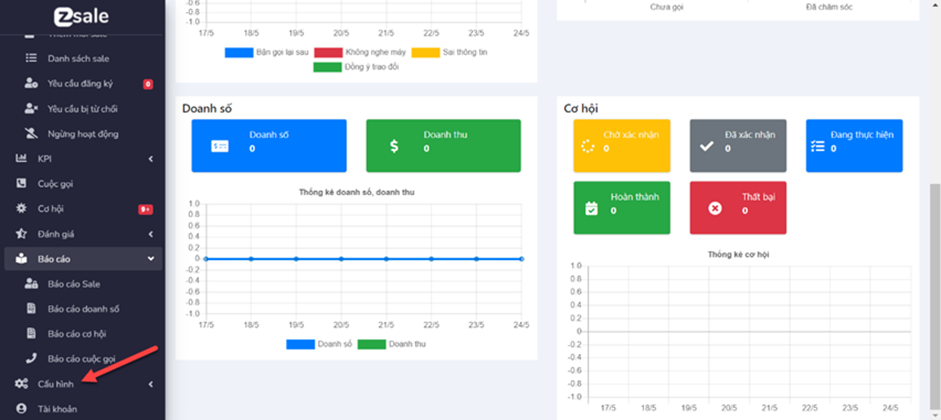 Zsale
Thêm mới sale
Danh sách sale
Yêu cầu đăng ký 0
Yêu cầu bị từ chối
Ngừng hoạt động
KPI
Cuộc gọi
Cơ hội 9+
Đánh giá
Báo cáo
Báo cáo Sale
Báo cáo doanh số
Báo cáo cơ hội
Báo cáo cuộc gọi
Cấu hình
Tài khoản
-0.6
-0.8
-1.0
17/5 18/5 19/5 20/5 21/5 22/5 23/5 24/5
Bận gọi lại sau Không nghe máy Sai thông tin
Đồng ý trao đổi
Chưa gọi Đã chăm sóc
Doanh số
Doanh số
0
Doanh thu
0
Thống kê doanh số, doanh thu
1.0
0.8
0.6
0.4
0.2
0
-0.2
-0.4
-0.6
-0.8
-1.0
17/5 18/5 19/5 20/5 21/5 22/5 23/5 24/5
Doanh số Doanh thu
Cơ hội
Chờ xác nhận
0
Đã xác nhận
0
Đang thực hiện
0
Hoàn thành
0
Thất bại
0
Thống kê cơ hội
1.0
0.8
0.6
0.4
0.2
0
-0.2
-0.4
-0.6
-0.8
-1.0
17/5 18/5 19/5 20/5 21/5 22/5 23/5 24/5